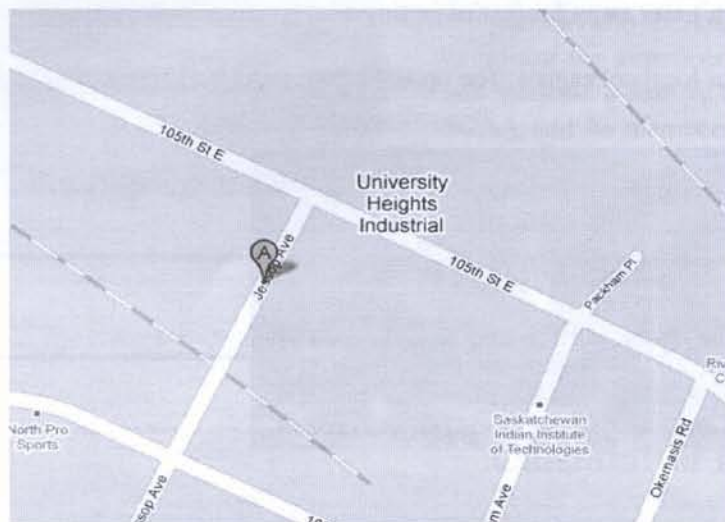 105th St E
University
Heights
Industrial
A
Jessop Ave
105th St E
Packham Pl
North Pro
Sports
Saskatchewan
Indian Institute
of Technologies
Okemasis Rd